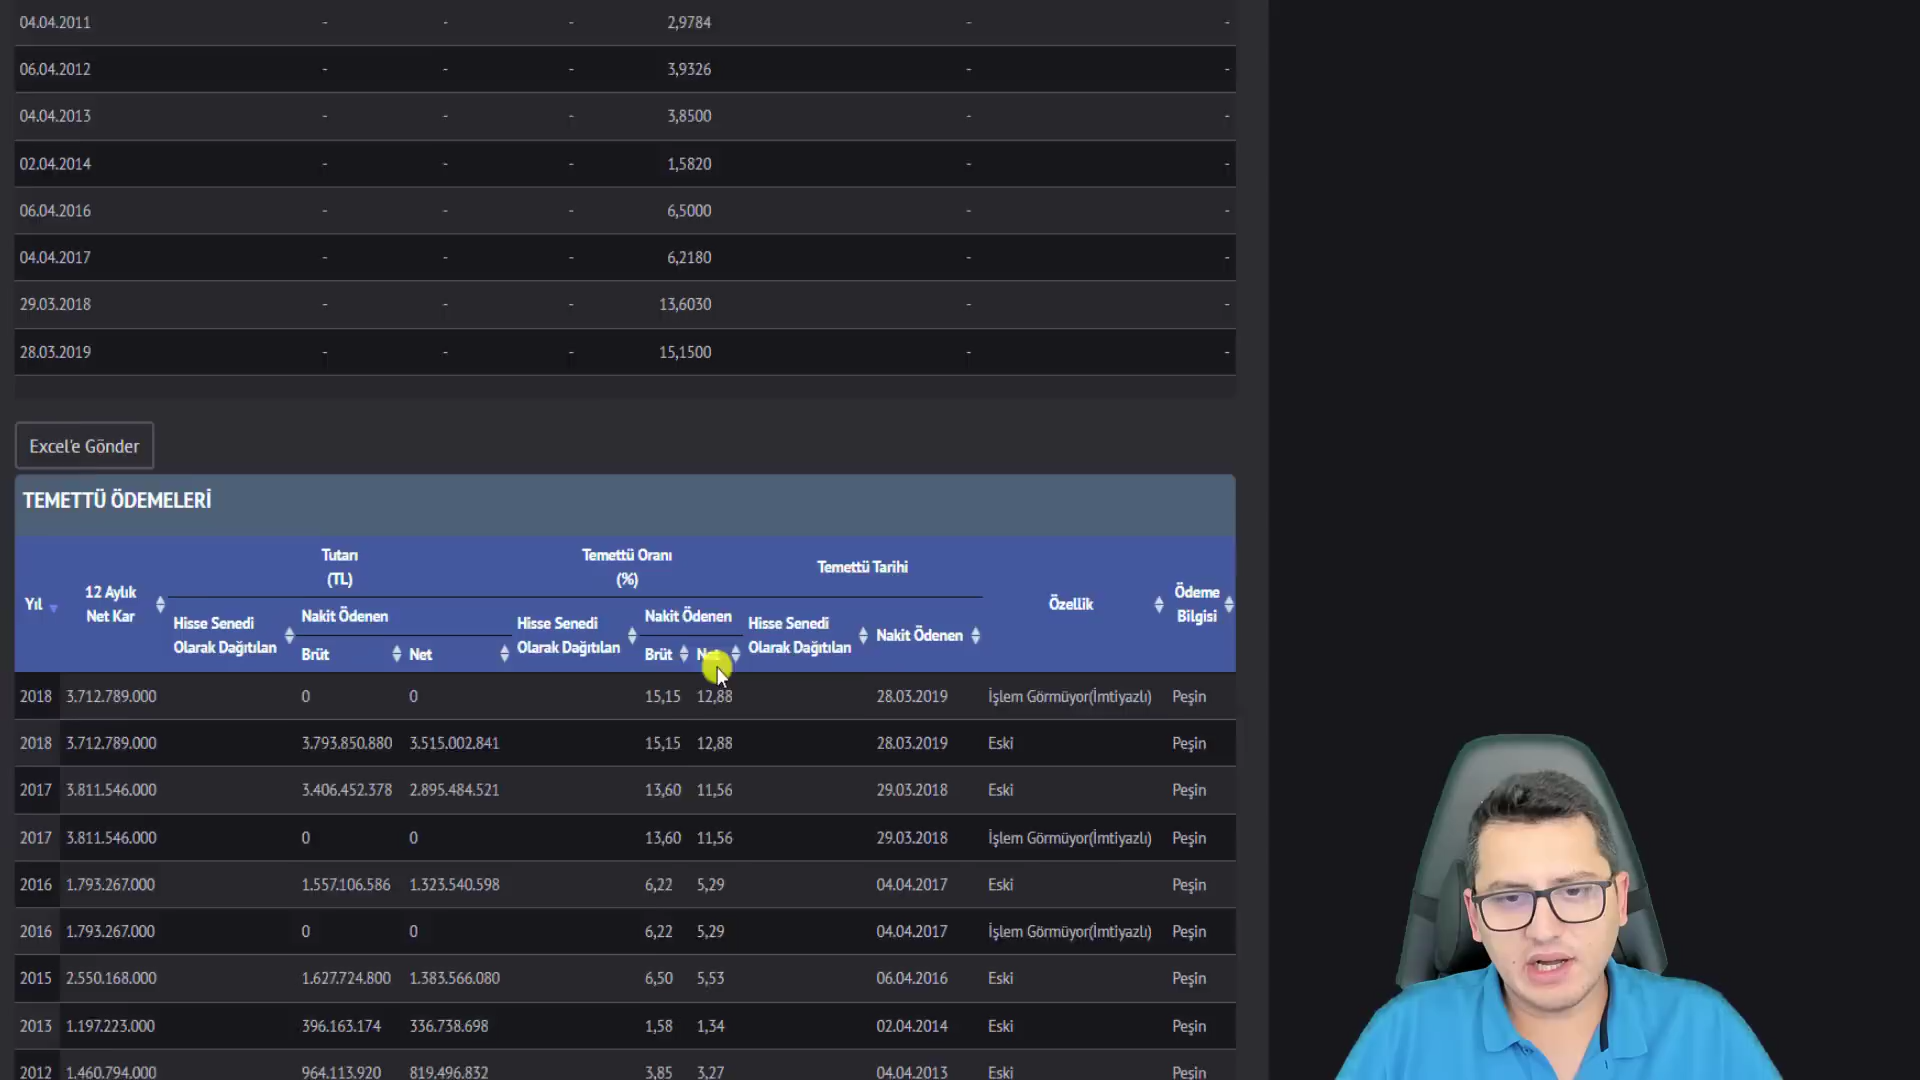 04.04.2011 - - - 2,9784 - -
06.04.2012 - - - 3,9326 - -
04.04.2013 - - - 3,8500 - -
02.04.2014 - - - 1,5820 - -
06.04.2016 - - - 6,5000 - -
04.04.2017 - - - 6,2180 - -
29.03.2018 - - - 13,6030 - -
28.03.2019 - - - 15,1500 - -
Excel'e Gönder
TEMETTÜ ÖDEMELERİ
Tutarı
(TL)
Temettü Oranı
(%)
Temettü Tarihi
Yıl
12 Aylık
Net Kar
Hisse Senedi
Olarak Dağıtılan
Nakit Ödenen
Brüt Net
Hisse Senedi
Olarak Dağıtılan
Nakit Ödenen
Brüt Net
Hisse Senedi
Olarak Dağıtılan
Nakit Ödenen
Özellik
Ödeme
Bilgisi
2018 3.712.789.000 0 0 15,15 12,88 28.03.2019 İşlem Görmüyor(İmtiyazlı) Peşin
2018 3.712.789.000 3.793.850.880 3.515.002.841 15,15 12,88 28.03.2019 Eski Peşin
2017 3.811.546.000 3.406.452.378 2.895.484.521 13,60 11,56 29.03.2018 Eski Peşin
2017 3.811.546.000 0 0 13,60 11,56 29.03.2018 İşlem Görmüyor(İmtiyazlı) Peşin
2016 1.793.267.000 1.557.106.586 1.323.540.598 6,22 5,29 04.04.2017 Eski Peşin
2016 1.793.267.000 0 0 6,22 5,29 04.04.2017 İşlem Görmüyor(İmtiyazlı) Peşin
2015 2.550.168.000 1.627.724.800 1.383.566.080 6,50 5,53 06.04.2016 Eski Peşin
2013 1.197.223.000 396.163.174 336.738.698 1,58 1,34 02.04.2014 Eski Peşin
2012 1.460.794.000 964.113.920 819.496.832 3,85 3,27 04.04.2013 Eski Peşin